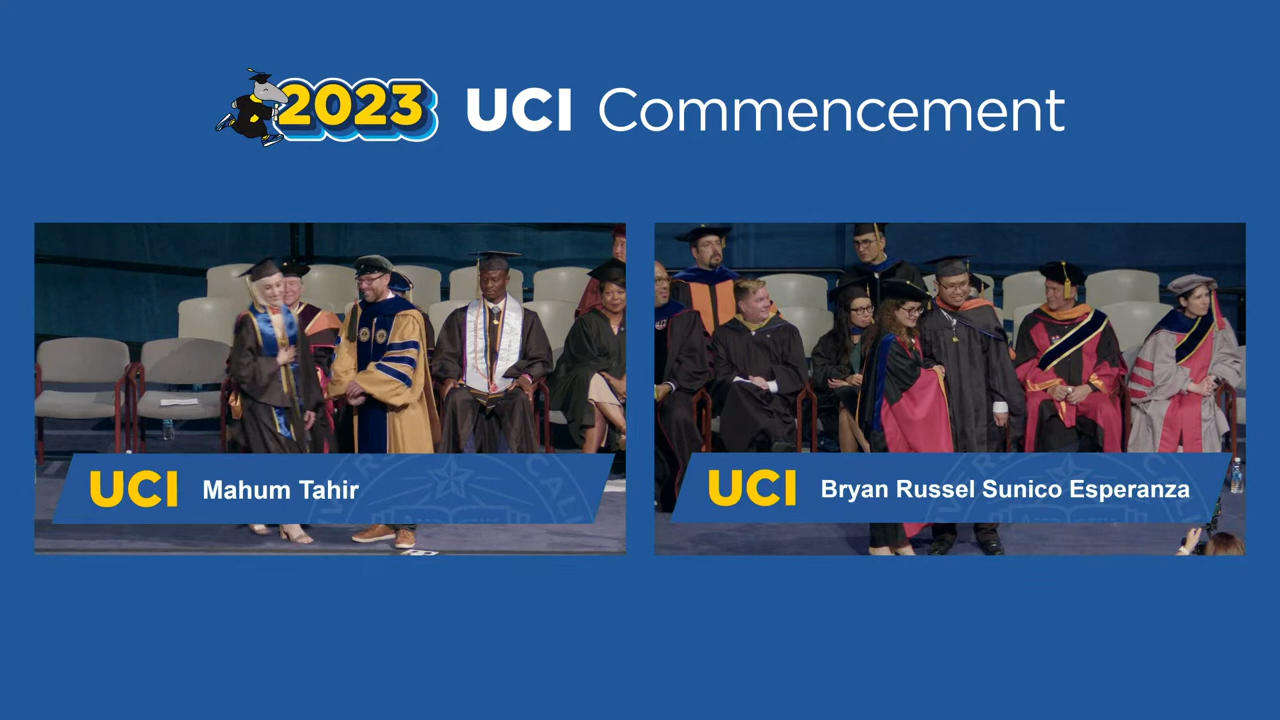 2023 UCI Commencement
UCI Mahum Tahir
UCI Bryan Russel Sunico Esperanza